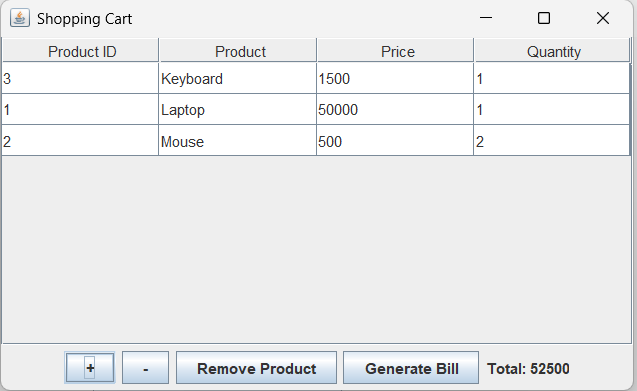 Shopping Cart
Product ID Product Price Quantity
3 Keyboard 1500 1
1 Laptop 50000 1
2 Mouse 500 2
+ - Remove Product Generate Bill Total: 52500